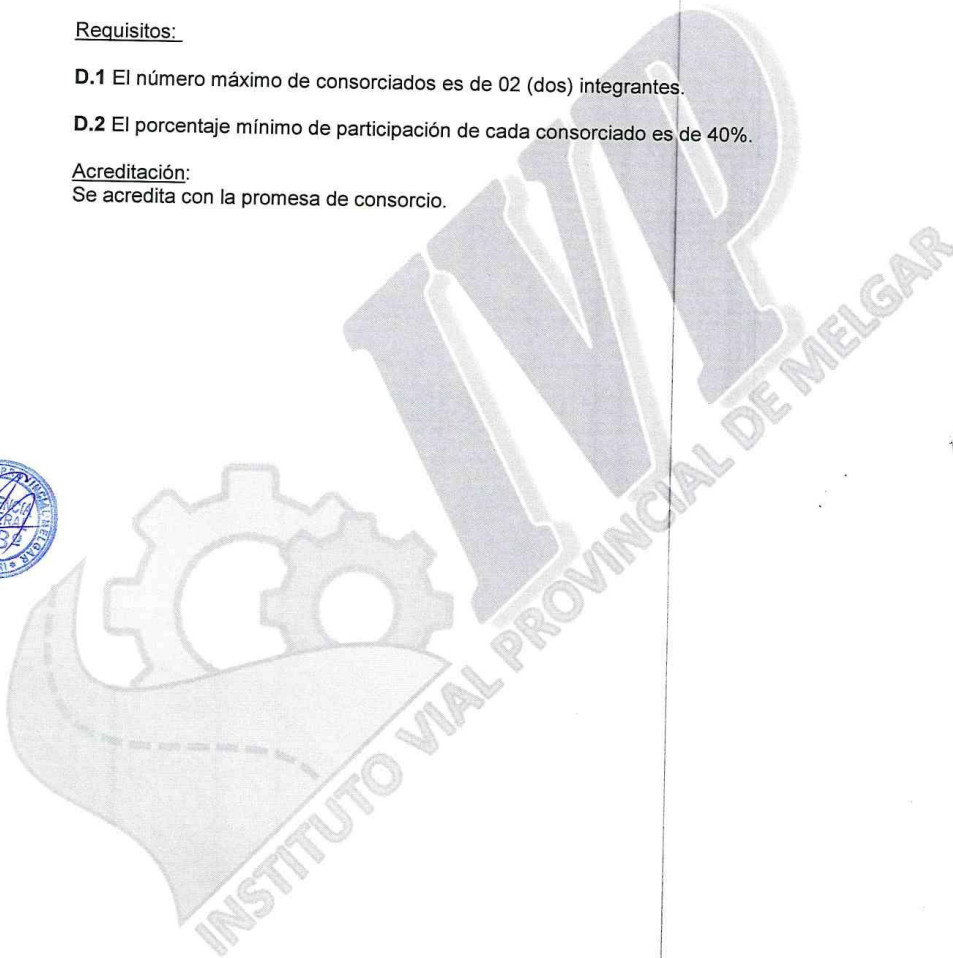 Requisitos:
D.1 El número máximo de consorciados es de 02 (dos) integrantes.
D.2 El porcentaje mínimo de participación de cada consorciado es de 40%.
Acreditación:
Se acredita con la promesa de consorcio.
IVP
INSTITUTO VIAL PROVINCIAL DE MELGAR